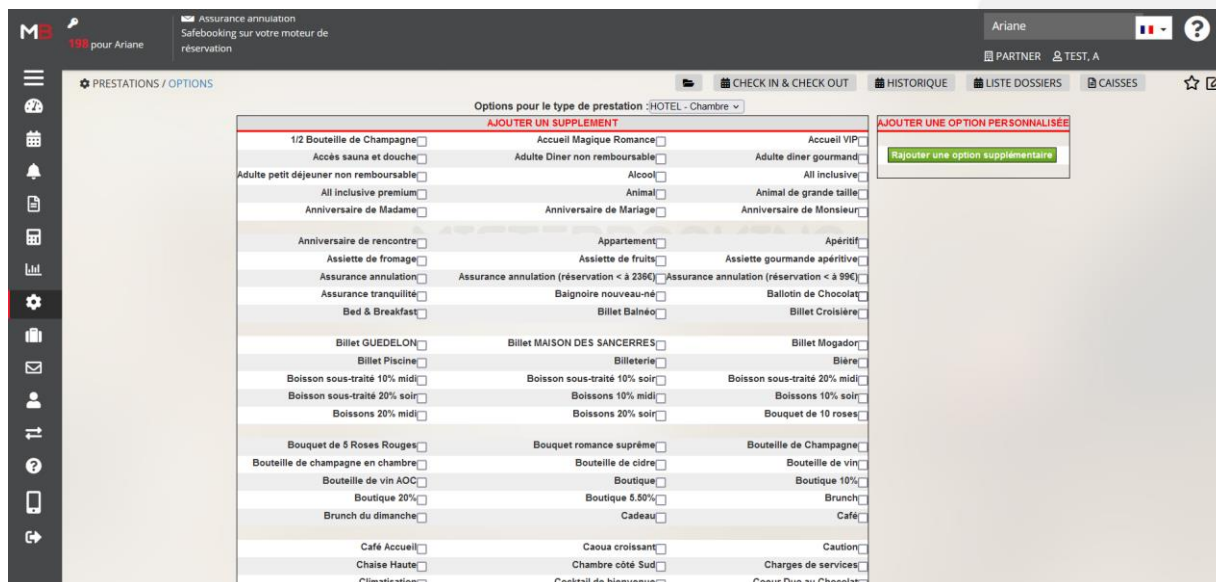 MB
198 pour Ariane
Assurance annulation
Safebooking sur votre moteur de
réservation
Ariane
PARTNER TEST, A
PRESTATIONS / OPTIONS
CHECK IN & CHECK OUT HISTORIQUE LISTE DOSSIERS CAISSES
Options pour le type de prestation : HOTEL - Chambre
AJOUTER UN SUPPLEMENT AJOUTER UNE OPTION PERSONNALISÉE
1/2 Bouteille de Champagne Accueil Magique Romance Accueil VIP
Accès sauna et douche Adulte Diner non remboursable Adulte diner gourmand Rajouter une option supplémentaire
Adulte petit déjeuner non remboursable Alcool All inclusive
All inclusive premium Animal Animal de grande taille
Anniversaire de Madame Anniversaire de Mariage Anniversaire de Monsieur
Anniversaire de rencontre Appartement Apéritif
Assiette de fromage Assiette de fruits Assiette gourmande apéritive
Assurance annulation Assurance annulation (réservation < à 236€) Assurance annulation (réservation < à 99€)
Assurance tranquilité Baignoire nouveau-né Ballotin de Chocolat
Bed & Breakfast Billet Balnéo Billet Croisière
Billet GUEDELON Billet MAISON DES SANCERRES Billet Mogador
Billet Piscine Billeterie Bière
Boisson sous-traité 10% midi Boisson sous-traité 10% soir Boisson sous-traité 20% midi
Boisson sous-traité 20% soir Boissons 10% midi Boissons 10% soir
Boissons 20% midi Boissons 20% soir Bouquet de 10 roses
Bouquet de 5 Roses Rouges Bouquet romance suprême Bouteille de Champagne
Bouteille de champagne en chambre Bouteille de cidre Bouteille de vin
Bouteille de vin AOC Boutique Boutique 10%
Boutique 20% Boutique 5.50% Brunch
Brunch du dimanche Cadeau Café
Café Accueil Caoua croissant Caution
Chaise Haute Chambre côté Sud Charges de services
Climatisation Cocktail de bienvenue Coeur Duo au Chocolat